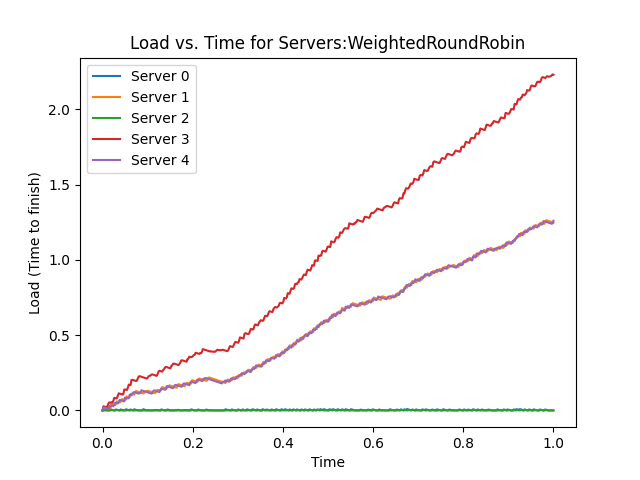 Load vs. Time for Servers:WeightedRoundRobin
Server 0
Server 1
Server 2
Server 3
Server 4
2.0
1.5
1.0
0.5
0.0
Load (Time to finish)
0.0 0.2 0.4 0.6 0.8 1.0
Time